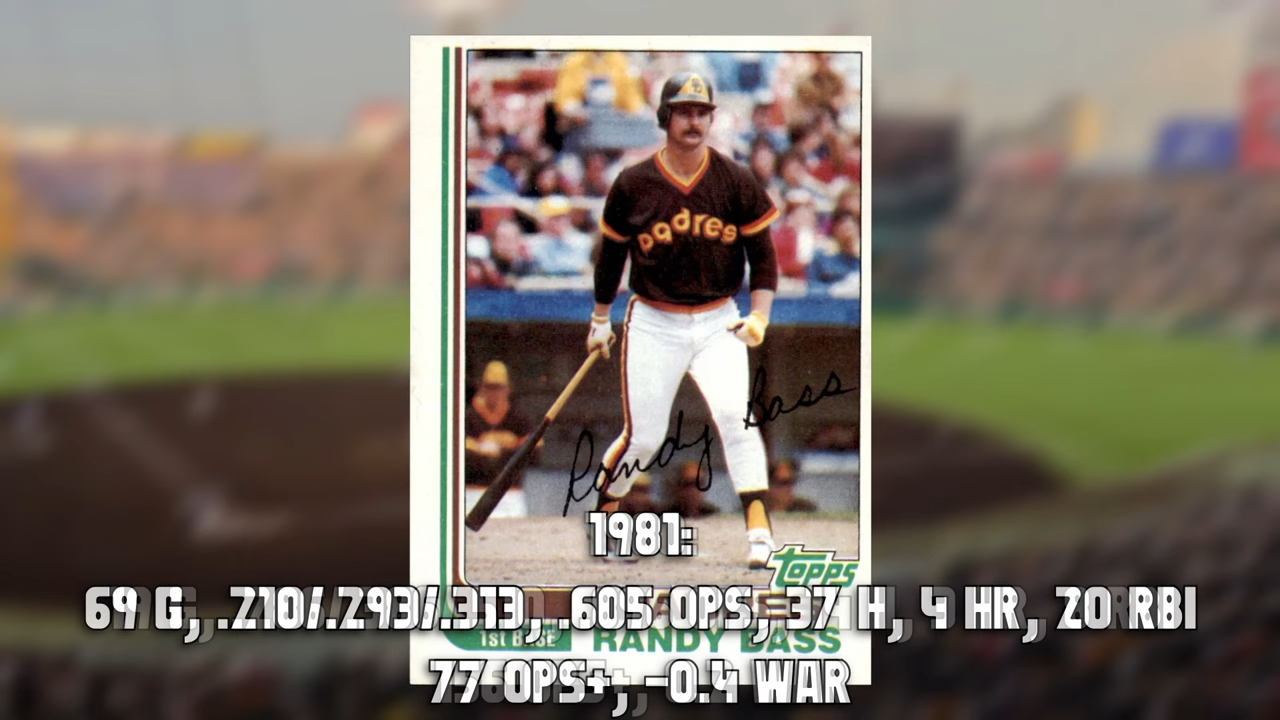 padres
Randy Bass
1981:
topps
69 G, .210/.293/.313, .605 OPS, 37 H, 4 HR, 20 RBI
1st BASE RANDY BASS
77 OPS+, -0.4 WAR